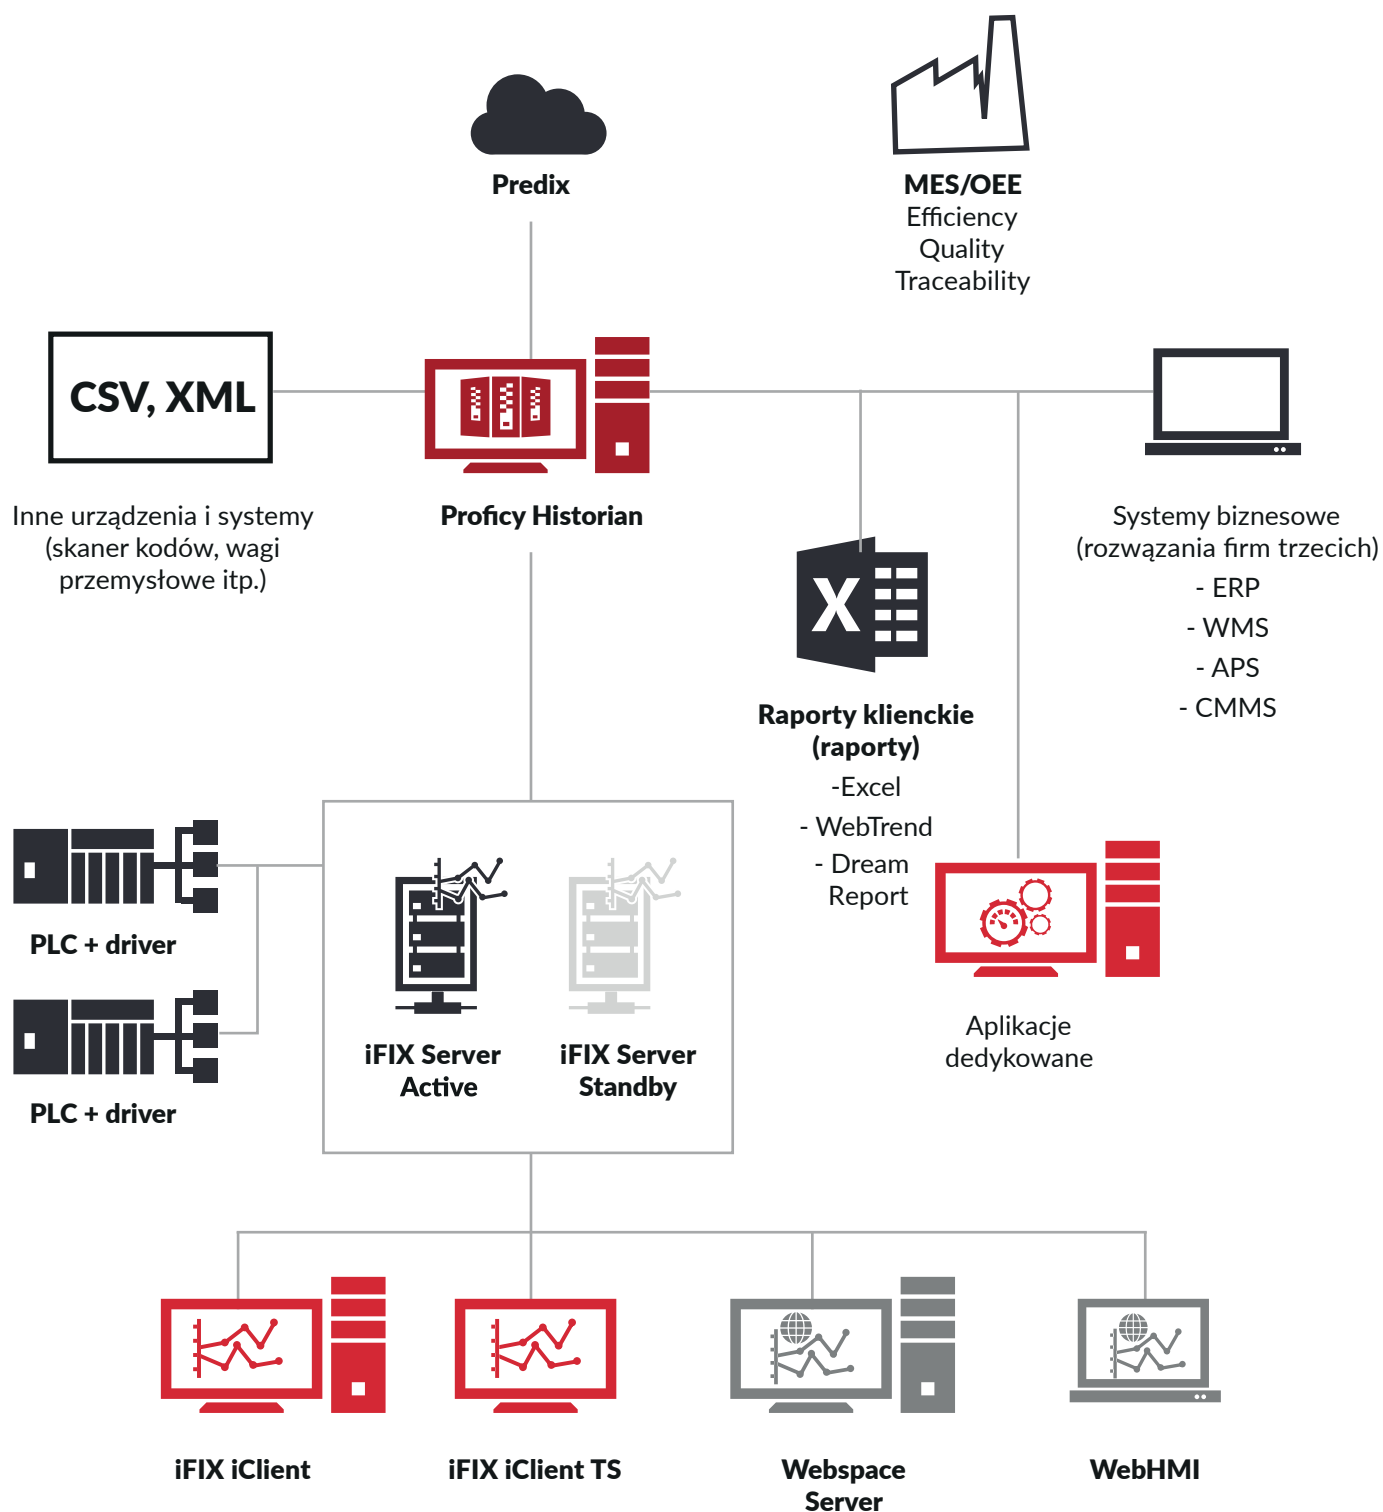 Predix
MES/OEE
Efficiency
Quality
Traceability
CSV, XML
Inne urządzenia i systemy
(skaner kodów, wagi
przemysłowe itp.)
Proficy Historian
Systemy biznesowe
(rozwązania firm trzecich)
- ERP
- WMS
- APS
- CMMS
X
Raporty klienckie
(raporty)
-Excel
- WebTrend
- Dream
Report
PLC + driver
PLC + driver
iFIX Server
Active
iFIX Server
Standby
Aplikacje
dedykowane
iFIX iClient
iFIX iClient TS
Webspace
Server
WebHMI